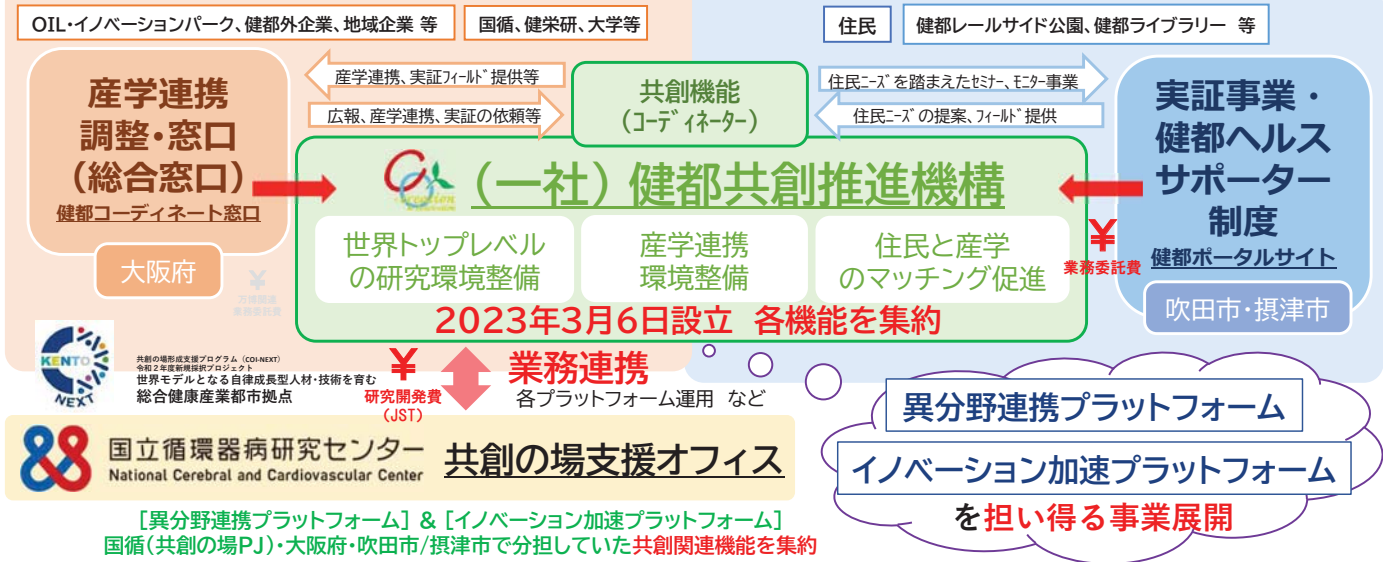 OIL・イノベーションパーク、健都外企業、地域企業 等
国循、健栄研、大学等
住民
健都レールサイド公園、健都ライブラリー 等
産学連携
調整・窓口
(総合窓口)
健都コーディネート窓口
大阪府
産学連携、実証フィールド提供等
広報、産学連携、実証の依頼等
共創機能
(コーディネーター)
住民ニーズを踏まえたセミナー、モニター事業
住民ニーズの提案、フィールド提供
実証事業・
健都ヘルス
サポーター
制度
健都ポータルサイト
吹田市・摂津市
(一社)健都共創推進機構
世界トップレベル
の研究環境整備
産学連携
環境整備
住民と産学
のマッチング促進
2023年3月6日設立 各機能を集約
¥
業務委託費
¥
万博関連
業務委託費
KENTO
NEXT
共創の場形成支援プログラム(COI-NEXT)
令和2年度新規採択プロジェクト
世界モデルとなる自律成長型人材・技術を育む
総合健康産業都市拠点
¥
研究開発費
(JST)
業務連携
各プラットフォーム運用 など
国立循環器病研究センター
National Cerebral and Cardiovascular Center
共創の場支援オフィス
異分野連携プラットフォーム
イノベーション加速プラットフォーム
を担い得る事業展開
[異分野連携プラットフォーム] & [イノベーション加速プラットフォーム]
国循(共創の場PJ)・大阪府・吹田市/摂津市で分担していた共創関連機能を集約